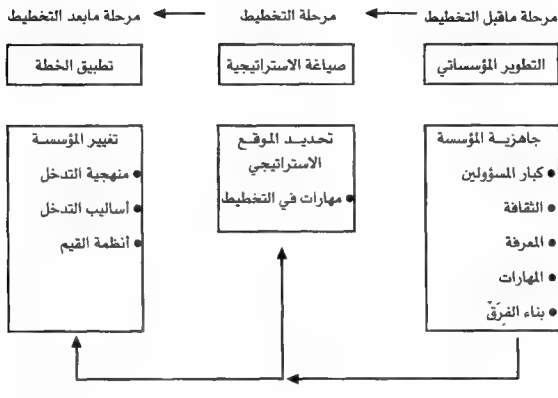 مرحلة ماقبل التخطيط
مرحلة التخطيط
مرحلة مابعد التخطيط
التطوير المؤسساتي
صياغة الاستراتيجية
تطبيق الخطة
جاهزية المؤسسة
• كبار المسؤولين
• الثقافة
• المعرفة
• المهارات
• بناء الفِرَقْ
تحديد الموقع
الاستراتيجي
• مهارات في التخطيط
تغيير المؤسسة
• منهجية التدخل
• أساليب التدخل
• أنظمة القيم